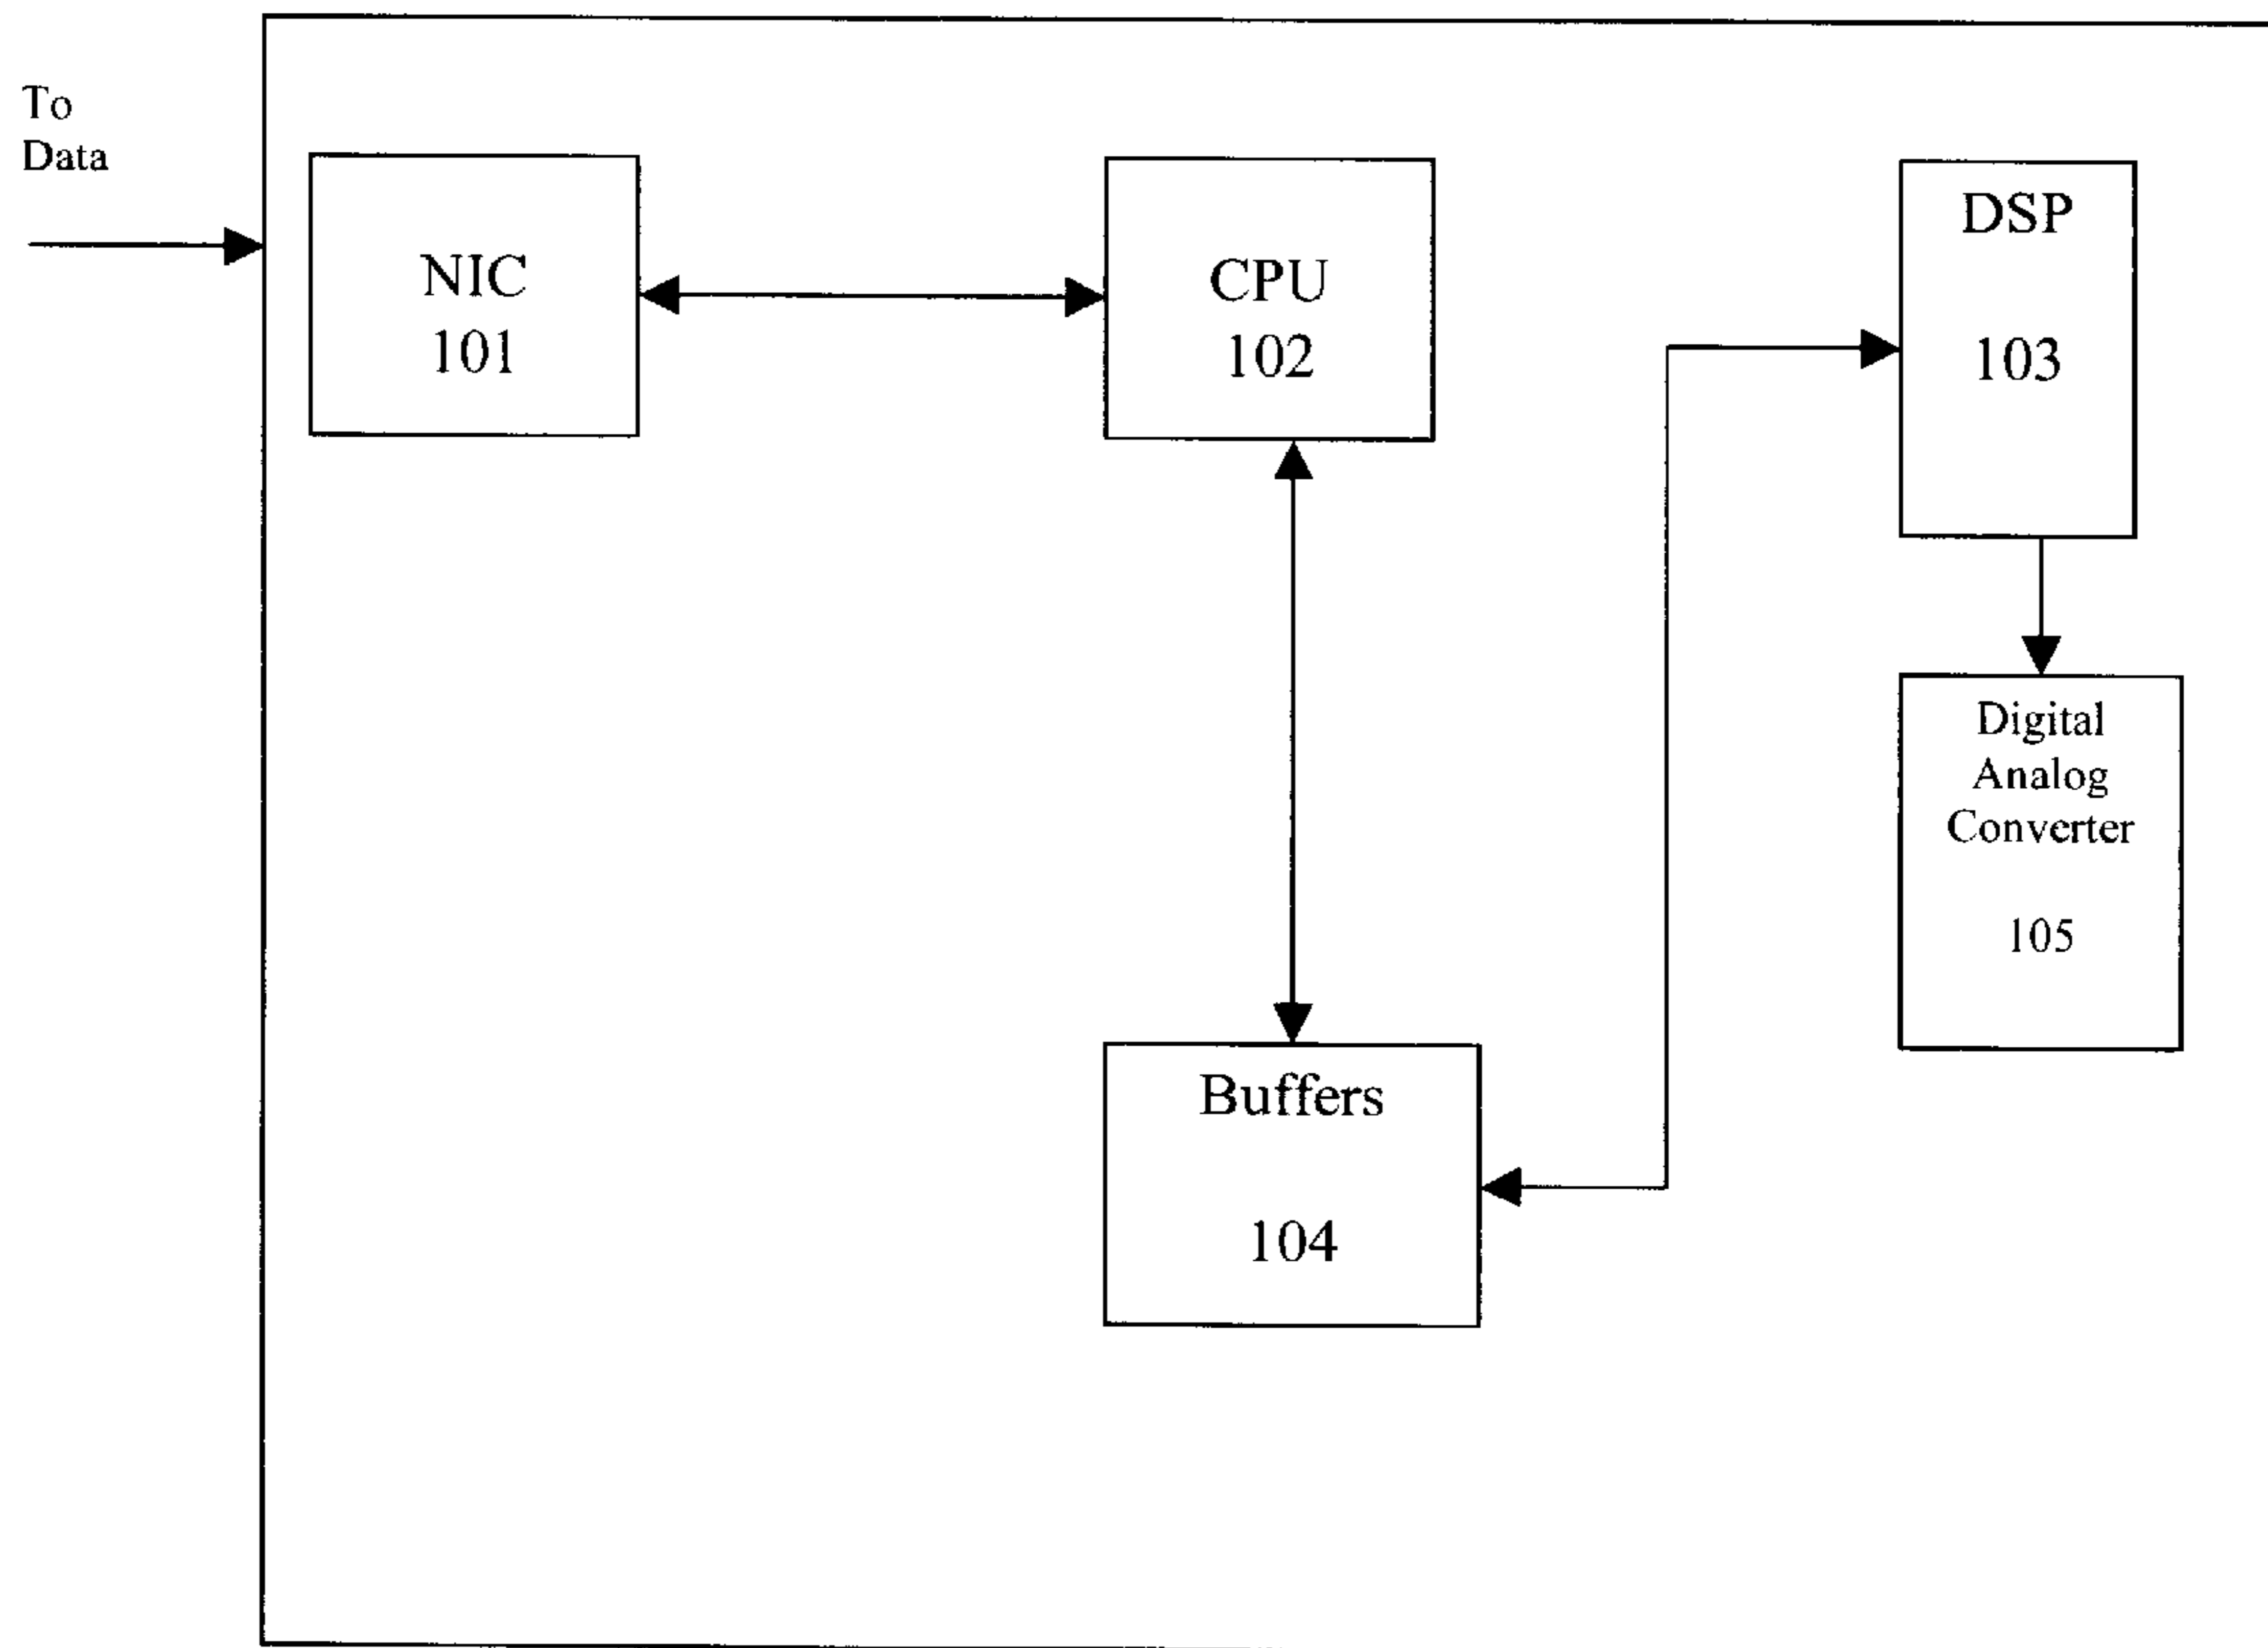 To
Data
NIC
101
CPU
102
DSP
103
Digital
Analog
Converter
105
Buffers
104